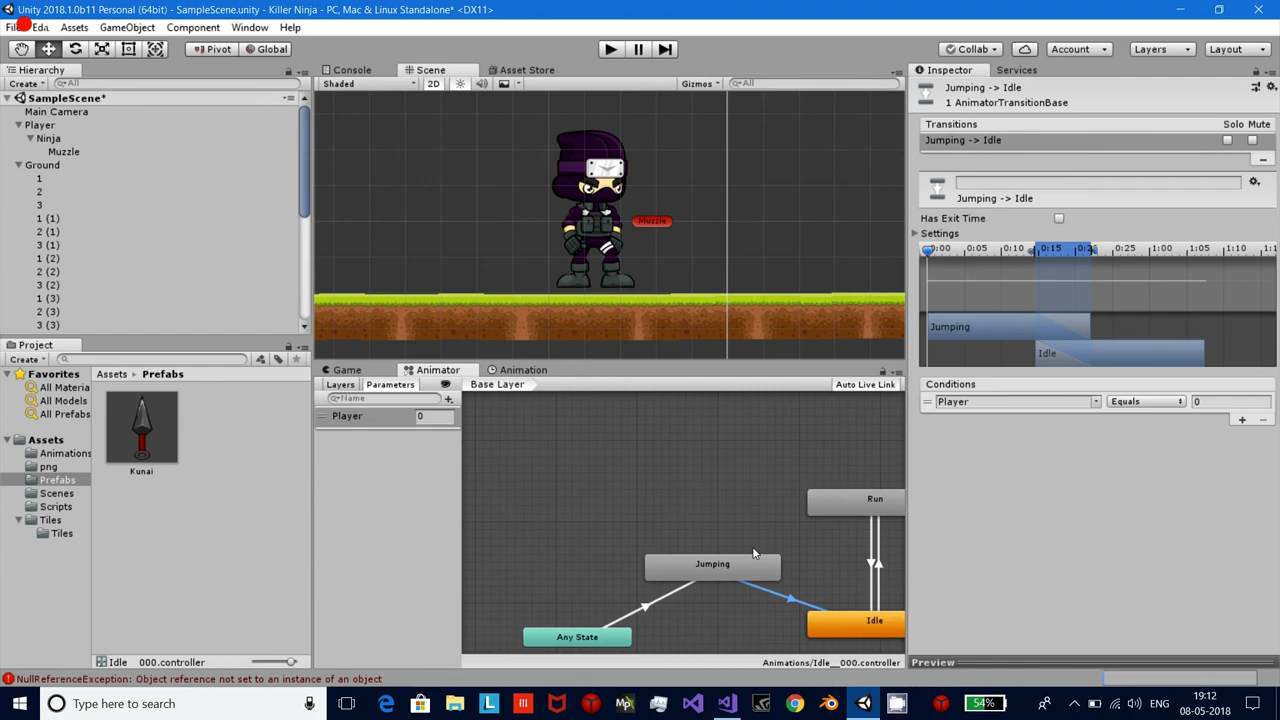 Unity 2018.1.0b11 Personal (64bit) - SampleScene.unity - Killer Ninja - PC, Mac & Linux Standalone* <DX11>
Assets GameObject Component Window Help
Pivot Global Collab Account Layers Layout
Hierarchy
Create All
SampleScene*
Main Camera
Player
Ninja
Muzzle
Ground
1
2
3
1 (1)
2 (1)
3 (1)
1 (2)
2 (2)
3 (2)
1 (3)
2 (3)
3 (3)
Console Scene Asset Store
Shaded 2D Gizmos All
Muzzle
Inspector Services
Jumping -> Idle
1 AnimatorTransitionBase
Transitions Solo Mute
Jumping -> Idle
Jumping -> Idle
Has Exit Time
Settings
0:00 0:05 0:10 0:15 0:25 1:00 1:05 1:1
Jumping
Idle
Conditions
Player Equals 0
Preview
Project
Create
Favorites
All Materia
All Models
All Prefabs
Assets
Animations
png
Prefabs
Scenes
Scripts
Tiles
Tiles
Assets Prefabs
Kunai
Idle 000.controller
Game Animator Animation
Layers Parameters Base Layer Auto Live Link
Name
Player 0
Run
Jumping
Idle
Any State
Animations/Idle__000.controller
NullReferenceException: Object reference not set to an instance of an object
Type here to search
54%
ENG
19:12
08-05-2018